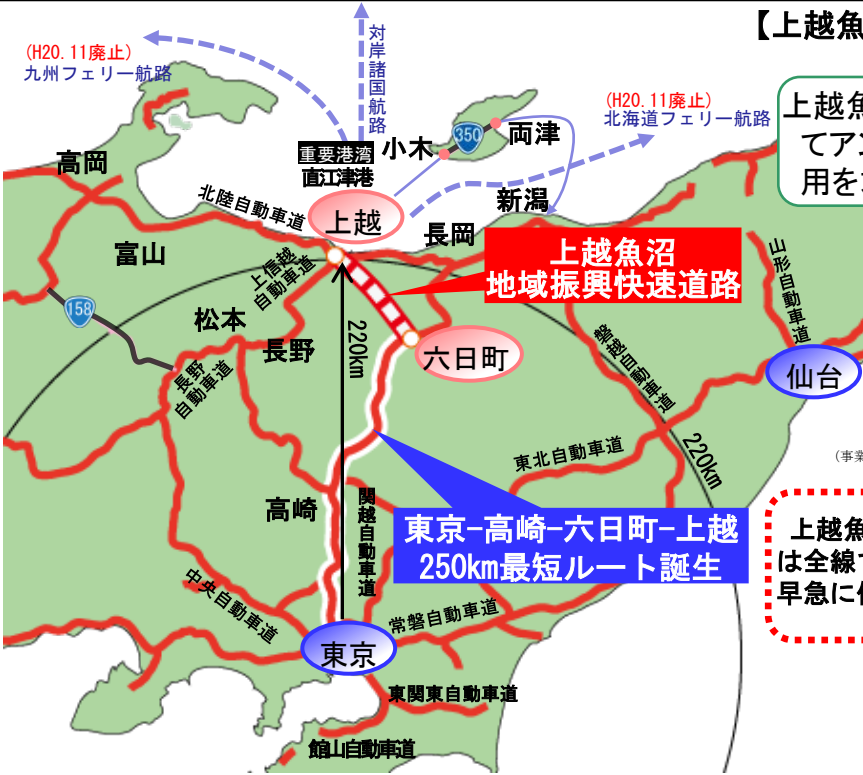 【上越魚
(H20.11廃止)
九州フェリー航路
対岸諸国航路
(H20.11廃止)
北海道フェリー航路
上越魚
てア
用を
350
小木
両津
重要港湾
直江津港
高岡
北陸自動車道
上越
新潟
長岡
富山
上信越
自動車道
上越魚沼
地域振興快速道路
山形自動車道
158
松本
長野
220km
六日町
長野
自動車道
磐越自動車道
仙台
東北自動車道
220km
(事業
高崎
関越自動車道
東京-高崎-六日町-上越
250km最短ルート誕生
上越魚
は全線
早急に
中央自動車道
常磐自動車道
東京
東関東自動車道
館山自動車道